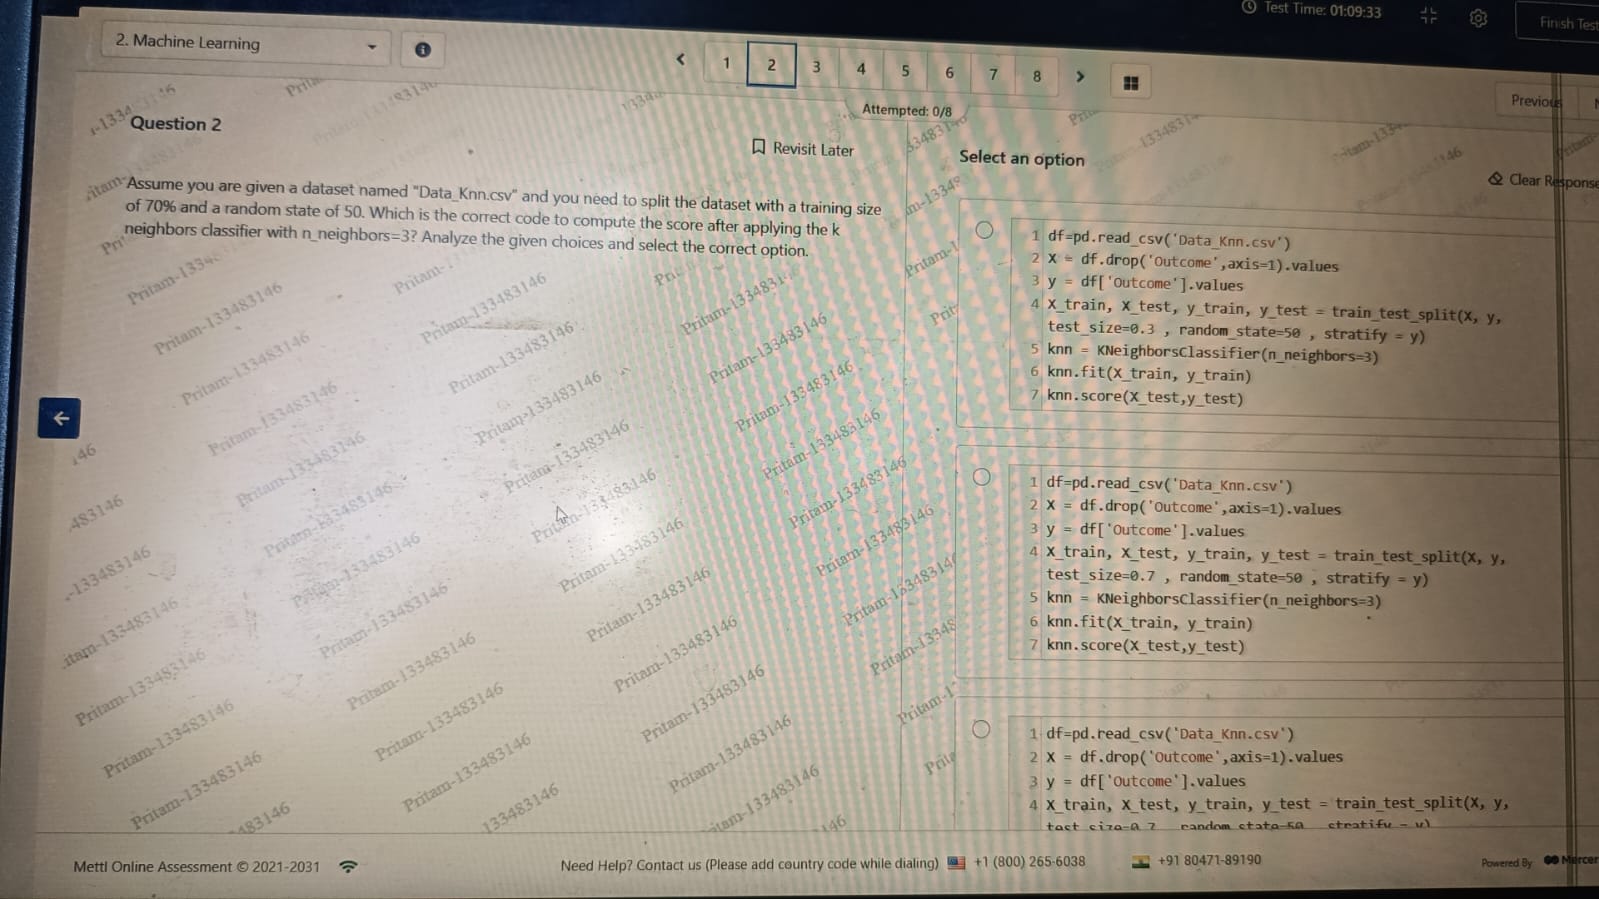 Test Time: 01:09:33
Finish Test
2. Machine Learning
1 2 3 4 5 6 7 8
Attempted: 0/8
Previous
Question 2
Revisit Later
Select an option
Clear Response
Assume you are given a dataset named "Data_Knn.csv" and you need to split the dataset with a training size
of 70% and a random state of 50. Which is the correct code to compute the score after applying the k
neighbors classifier with n_neighbors=3? Analyze the given choices and select the correct option.
1 df=pd.read_csv('Data_Knn.csv')
2 X = df.drop('Outcome',axis=1).values
3 y = df['Outcome'].values
4 X_train, X_test, y_train, y_test = train_test_split(X, y,
test_size=0.3 , random_state=50 , stratify = y)
5 knn = KNeighborsClassifier(n_neighbors=3)
6 knn.fit(X_train, y_train)
7 knn.score(X_test,y_test)
1 df=pd.read_csv('Data_Knn.csv')
2 X = df.drop('Outcome',axis=1).values
3 y = df['Outcome'].values
4 X_train, X_test, y_train, y_test = train_test_split(X, y,
test_size=0.7 , random_state=50 , stratify = y)
5 knn = KNeighborsClassifier(n_neighbors=3)
6 knn.fit(X_train, y_train)
7 knn.score(X_test,y_test)
1 df=pd.read_csv('Data_Knn.csv')
2 X = df.drop('Outcome',axis=1).values
3 y = df['Outcome'].values
4 X_train, X_test, y_train, y_test = train_test_split(X, y,
Pritam-133483146
Mettl Online Assessment © 2021-2031
Need Help? Contact us (Please add country code while dialing) +1 (800) 265-6038 +91 80471-89190
Powered By Mercer